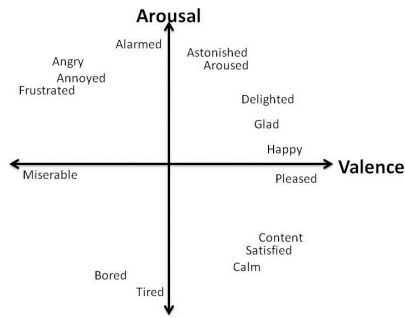 Arousal
Alarmed
Astonished
Aroused
Angry
Annoyed
Frustrated
Delighted
Glad
Happy
Valence
Miserable
Pleased
Content
Satisfied
Calm
Bored
Tired